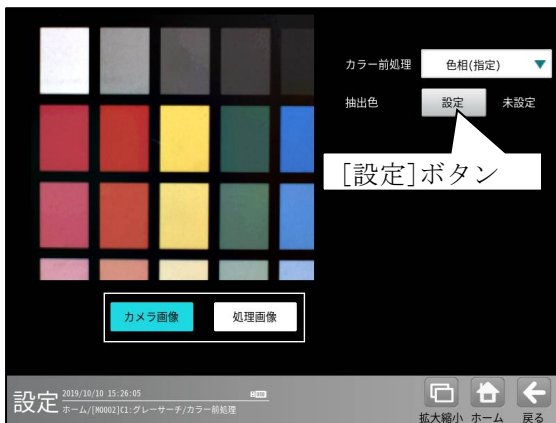 カラー前処理 色相(指定)
抽出色 設定 未設定
[設定]ボタン
カメラ画像 処理画像
設定 2019/10/10 15:26:05
ホーム/[M0002]C1:グレーサーチ/カラー前処理
拡大縮小 ホーム 戻る